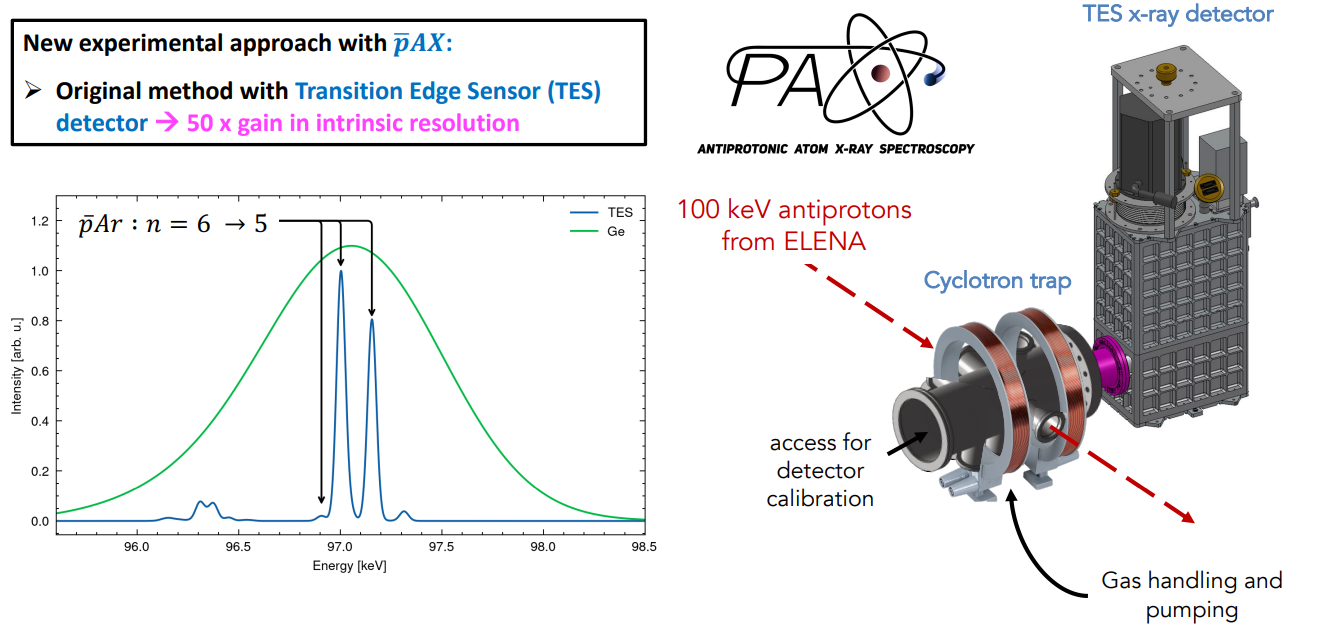 New experimental approach with p̅AX:
➢ Original method with Transition Edge Sensor (TES)
detector → 50 x gain in intrinsic resolution
PAX
ANTIPROTONIC ATOM X-RAY SPECTROSCOPY
TES x-ray detector
100 keV antiprotons
from ELENA
Cyclotron trap
access for
detector
calibration
Gas handling and
pumping
p̅Ar : n = 6 → 5
TES
Ge
Intensity [arb. u.]
1.2
1.0
0.8
0.6
0.4
0.2
0.0
96.0 96.5 97.0 97.5 98.0 98.5
Energy [keV]